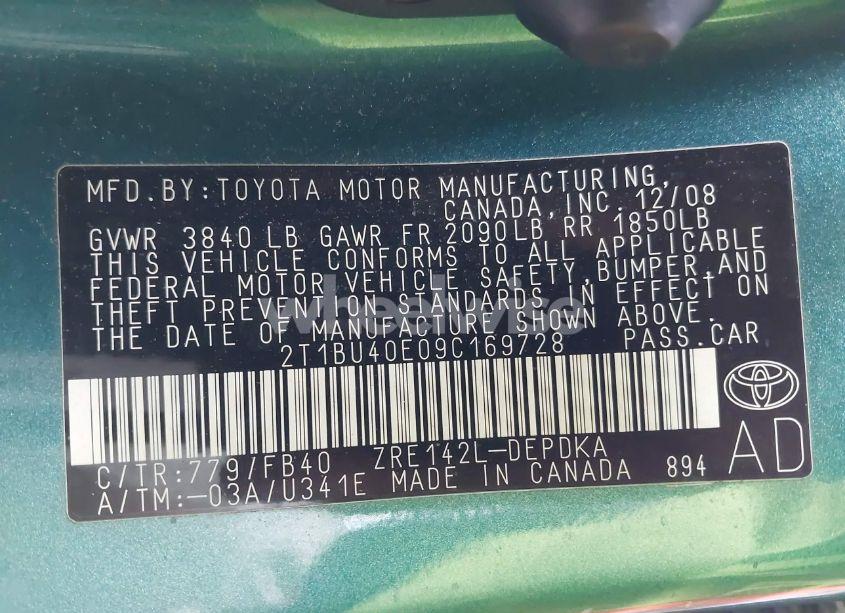 MFD.BY:TOYOTA MOTOR MANUFACTURING,
CANADA,INC. 12/08
GVWR 3840 LB GAWR FR 2090LB RR 1850LB
THIS VEHICLE CONFORMS TO ALL APPLICABLE
FEDERAL MOTOR VEHICLE SAFETY,BUMPER,AND
THEFT PREVENTION STANDARDS IN EFFECT ON
THE DATE OF MANUFACTURE SHOWN ABOVE.
2T1BU40E09C169728 PASS.CAR
C/TR:779/FB40 ZRE142L-DEPDKA
A/TM:-03A/U341E MADE IN CANADA 894
AD
wheelwise